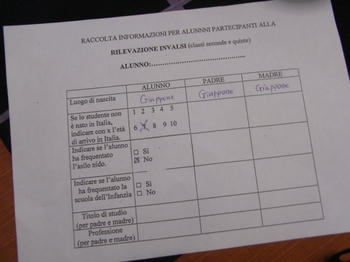 RACCOLTA INFORMAZIONI PER ALUNNI PARTECIPANTI ALLA
RILEVAZIONE INVALSI (classi seconde e quinte)
ALUNNO:..........................................
ALUNNO PADRE MADRE
Luogo di nascita Giappone Giappone Giappone
Se lo studente non 1 2 3 4 5
è nato in Italia,
indicare con x l'età 6 X 8 9 10
di arrivo in Italia.
Indicare se l'alunno □ Sì
ha frequentato ☒ No
l'asilo nido.
Indicare se l'alunno □ Sì
ha frequentato la □ No
scuola dell'Infanzia
Titolo di studio
(per padre e madre)
Professione
(per padre e madre)